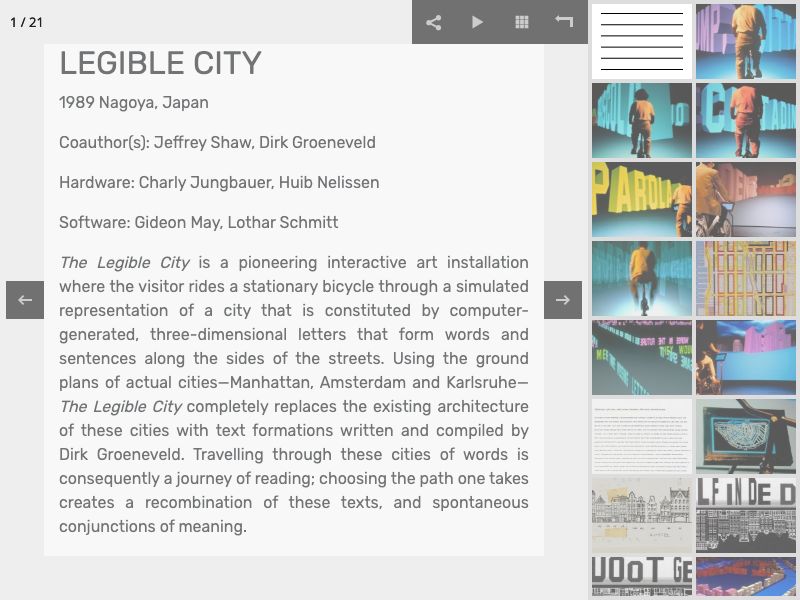 1 / 21
LEGIBLE CITY
1989 Nagoya, Japan
Coauthor(s): Jeffrey Shaw, Dirk Groeneveld
Hardware: Charly Jungbauer, Huib Nelissen
Software: Gideon May, Lothar Schmitt
The Legible City is a pioneering interactive art installation
where the visitor rides a stationary bicycle through a simulated
representation of a city that is constituted by computer-
generated, three-dimensional letters that form words and
sentences along the sides of the streets. Using the ground
plans of actual cities—Manhattan, Amsterdam and Karlsruhe—
The Legible City completely replaces the existing architecture
of these cities with text formations written and compiled by
Dirk Groeneveld. Travelling through these cities of words is
consequently a journey of reading; choosing the path one takes
creates a recombination of these texts, and spontaneous
conjunctions of meaning.
PAROLA
LF INDED
UOOT GE